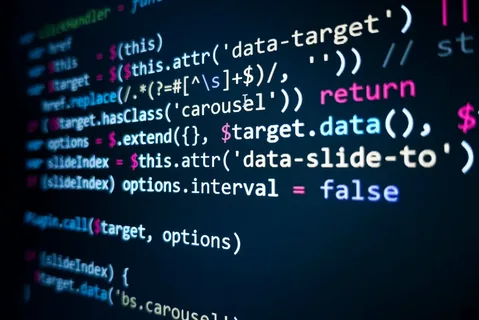 clickHandler = func
var href
var $this = $(this)
var $target = $($this.attr('data-target') ||
href.replace(/.*(?=#[^\s]+$)/, '')) // st
if (!$target.hasClass('carousel')) return
var options = $.extend({}, $target.data(), $
var slideIndex = $this.attr('data-slide-to')
if (slideIndex) options.interval = false
Plugin.call($target, options)
if (slideIndex) {
$target.data('bs.carousel')
}